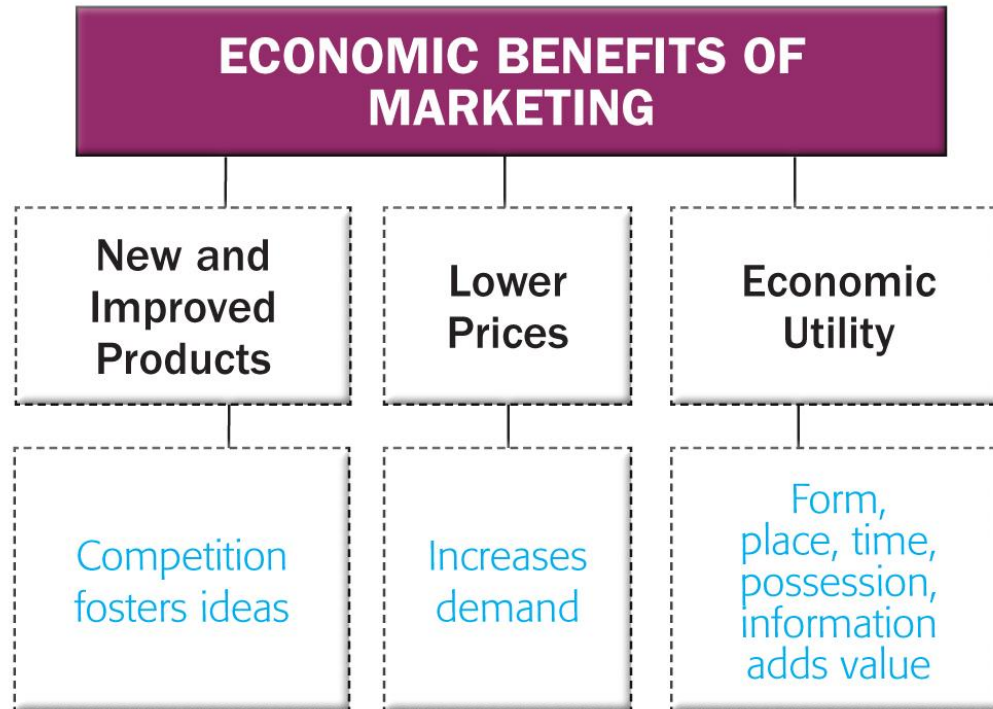 ECONOMIC BENEFITS OF
MARKETING
New and
Improved
Products
Lower
Prices
Economic
Utility
Competition
fosters ideas
Increases
demand
Form,
place, time,
possession,
information
adds value